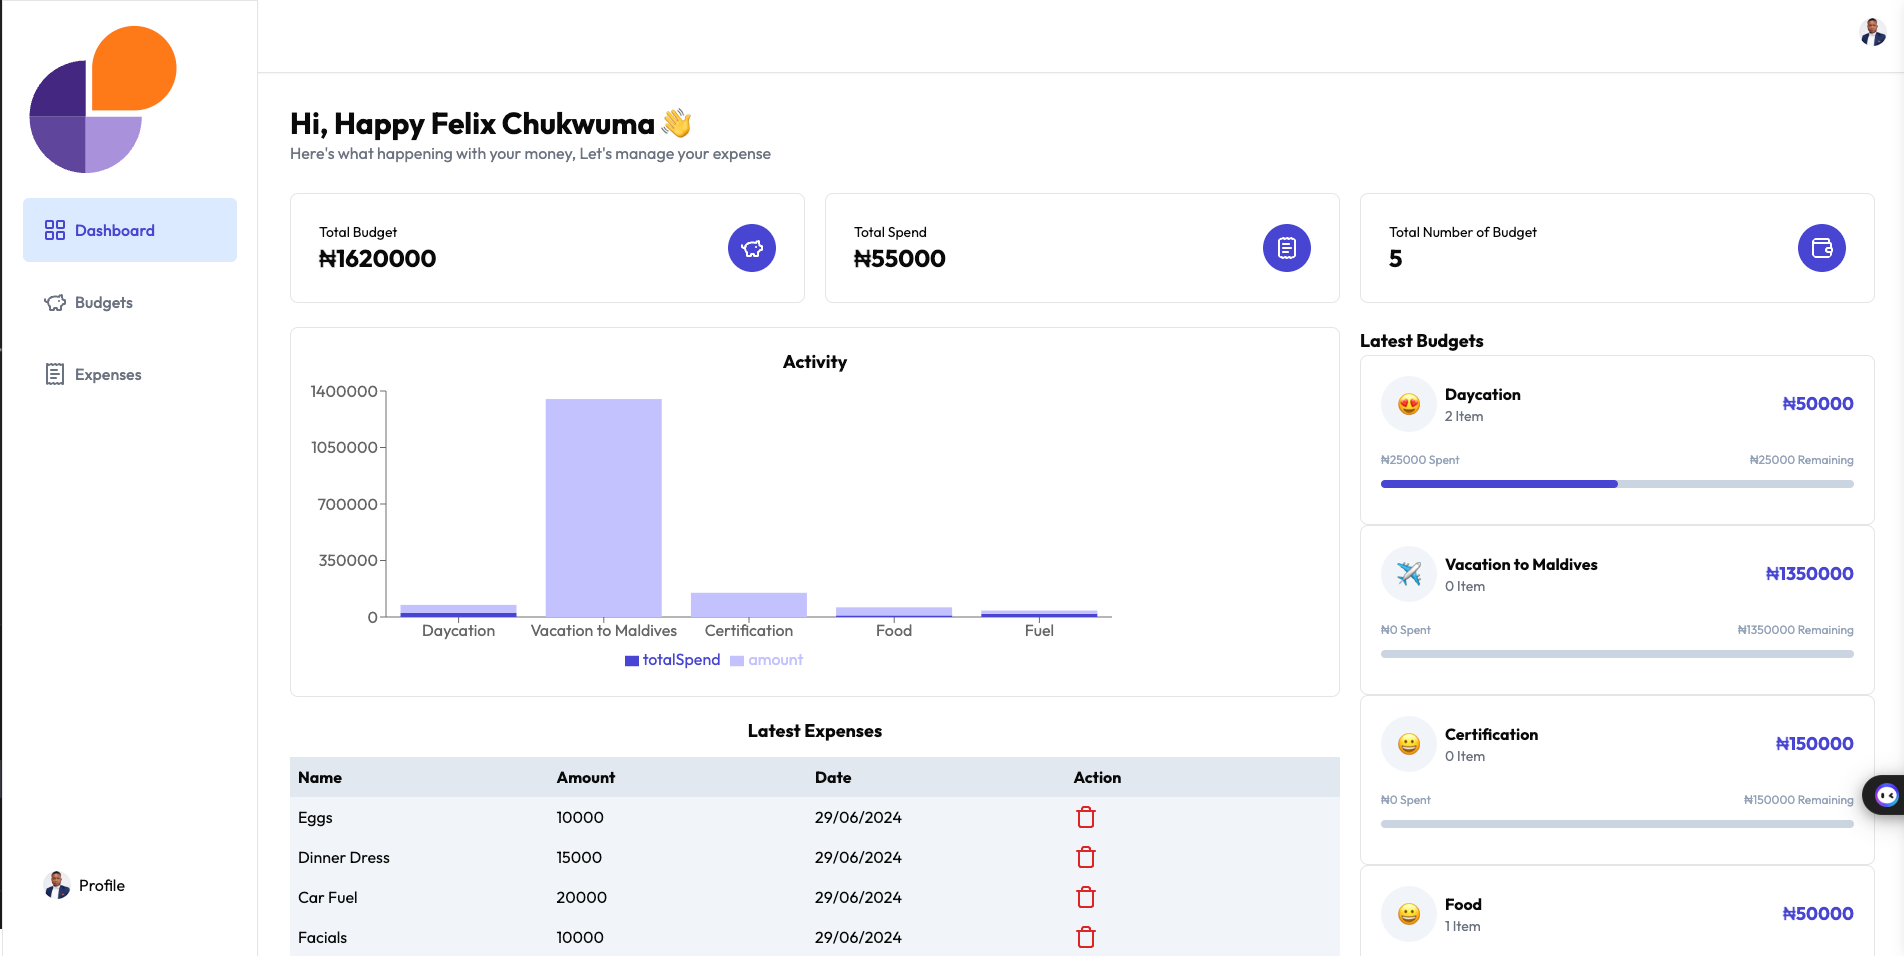 Dashboard
Budgets
Expenses
Profile
Hi, Happy Felix Chukwuma 👋
Here's what happening with your money, Let's manage your expense
Total Budget
₦1620000
Total Spend
₦55000
Total Number of Budget
5
Activity
1400000
1050000
700000
350000
0
Daycation Vacation to Maldives Certification Food Fuel
totalSpend amount
Latest Expenses
Name Amount Date Action
Eggs 10000 29/06/2024
Dinner Dress 15000 29/06/2024
Car Fuel 20000 29/06/2024
Facials 10000 29/06/2024
Latest Budgets
Daycation
2 Item
₦50000
₦25000 Spent ₦25000 Remaining
Vacation to Maldives
0 Item
₦1350000
₦0 Spent ₦1350000 Remaining
Certification
0 Item
₦150000
₦0 Spent ₦150000 Remaining
Food
1 Item
₦50000